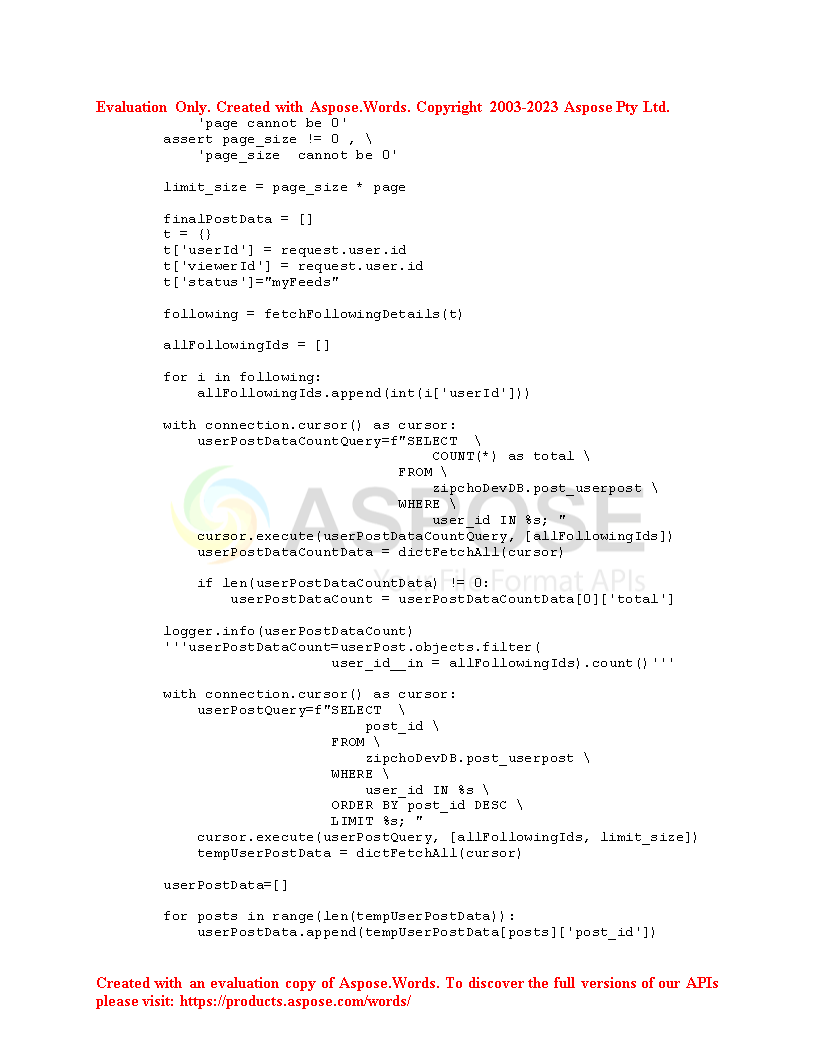 Evaluation Only. Created with Aspose.Words. Copyright 2003-2023 Aspose Pty Ltd.
            'page cannot be 0'
        assert page_size != 0 , \
            'page_size  cannot be 0'

        limit_size = page_size * page

        finalPostData = []
        t = {}
        t['userId'] = request.user.id
        t['viewerId'] = request.user.id
        t['status']="myFeeds"

        following = fetchFollowingDetails(t)

        allFollowingIds = []

        for i in following:
            allFollowingIds.append(int(i['userId']))

        with connection.cursor() as cursor:
            userPostDataCountQuery=f"SELECT  \
                                        COUNT(*) as total \
                                    FROM \
                                        zipchoDevDB.post_userpost \
                                    WHERE \
                                        user_id IN %s; "
            cursor.execute(userPostDataCountQuery, [allFollowingIds])
            userPostDataCountData = dictFetchAll(cursor)

            if len(userPostDataCountData) != 0:
                userPostDataCount = userPostDataCountData[0]['total']

        logger.info(userPostDataCount)
        '''userPostDataCount=userPost.objects.filter(
                            user_id__in = allFollowingIds).count()'''

        with connection.cursor() as cursor:
            userPostQuery=f"SELECT  \
                                post_id \
                            FROM \
                                zipchoDevDB.post_userpost \
                            WHERE \
                                user_id IN %s \
                            ORDER BY post_id DESC \
                            LIMIT %s; "
            cursor.execute(userPostQuery, [allFollowingIds, limit_size])
            tempUserPostData = dictFetchAll(cursor)

        userPostData=[]

        for posts in range(len(tempUserPostData)):
            userPostData.append(tempUserPostData[posts]['post_id'])
ASPOSE
Your File Format APIs
Created with an evaluation copy of Aspose.Words. To discover the full versions of our APIs
please visit: https://products.aspose.com/words/